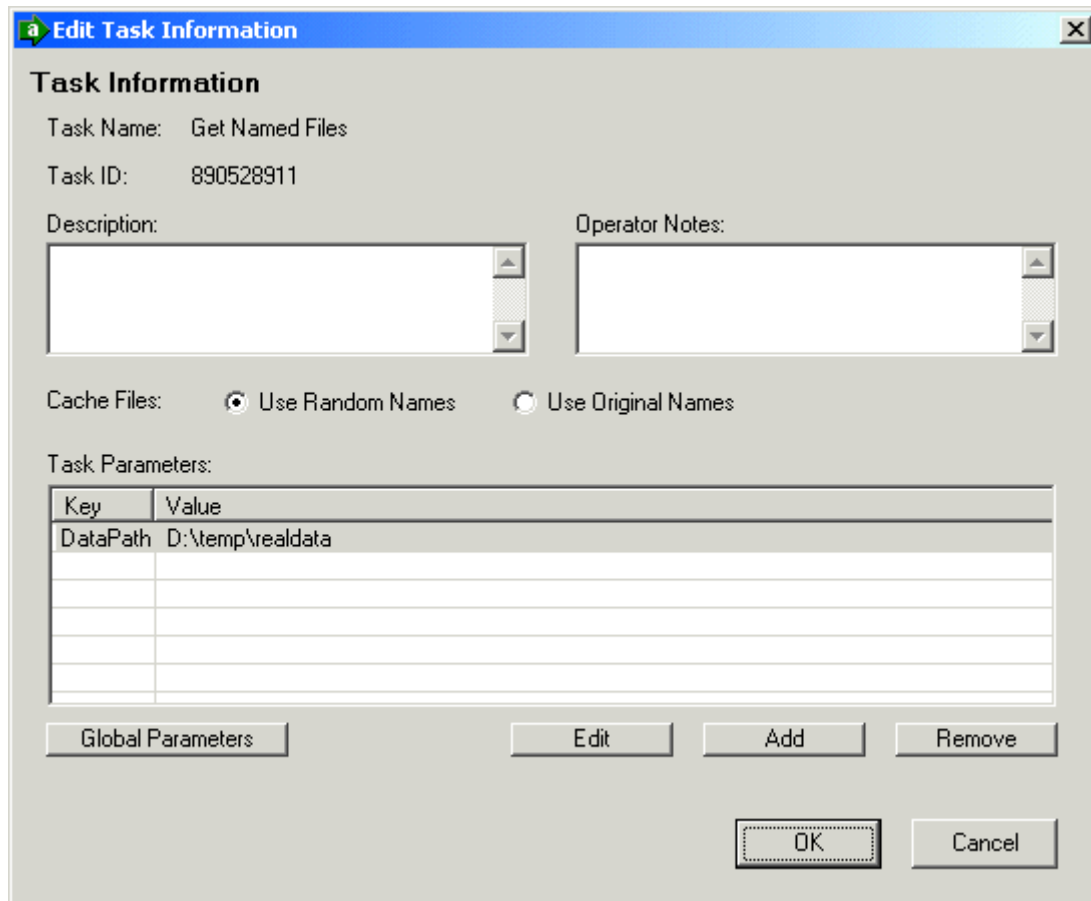 a Edit Task Information
Task Information
Task Name: Get Named Files
Task ID: 890528911
Description: Operator Notes:
Cache Files: Use Random Names Use Original Names
Task Parameters:
Key Value
DataPath D:\temp\realdata
Global Parameters Edit Add Remove
OK Cancel